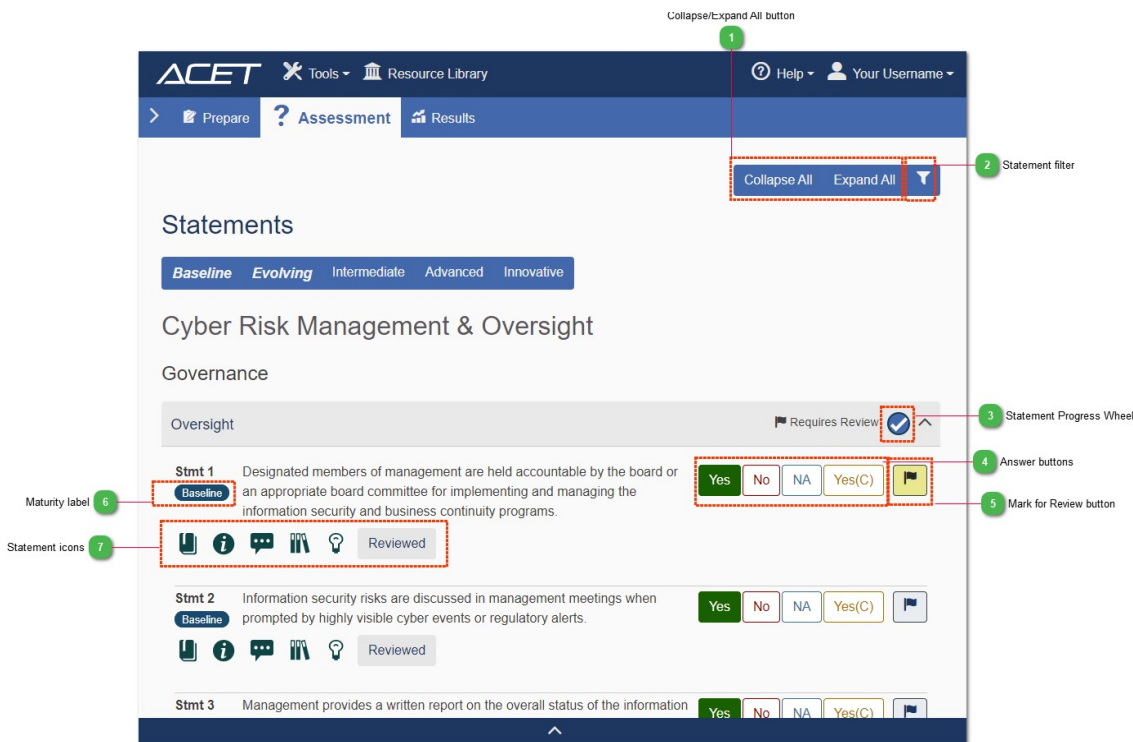 Collapse/Expand All button
1
ACET Tools Resource Library Help Your Username
Prepare ? Assessment Results
Collapse All Expand All
2 Statement filter
Statements
Baseline Evolving Intermediate Advanced Innovative
Cyber Risk Management & Oversight
Governance
Oversight Requires Review
3 Statement Progress Wheel
Stmt 1 Designated members of management are held accountable by the board or
Baseline an appropriate board committee for implementing and managing the
information security and business continuity programs.
Yes No NA Yes(C)
4 Answer buttons
5 Mark for Review button
Maturity label 6
Statement icons 7
Reviewed
Stmt 2 Information security risks are discussed in management meetings when
Baseline prompted by highly visible cyber events or regulatory alerts.
Yes No NA Yes(C)
Reviewed
Stmt 3 Management provides a written report on the overall status of the information
Yes No NA Yes(C)